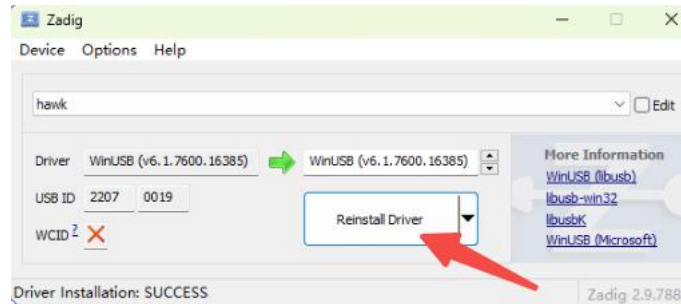 Zadig
Device Options Help
hawk
Edit
Driver WinUSB (v6.1.7600.16385) WinUSB (v6.1.7600.16385)
USB ID 2207 0019
WCID ?
Reinstall Driver
More Information
WinUSB (libusb)
libusb-win32
libusbK
WinUSB (Microsoft)
Driver Installation: SUCCESS
Zadig 2.9.788